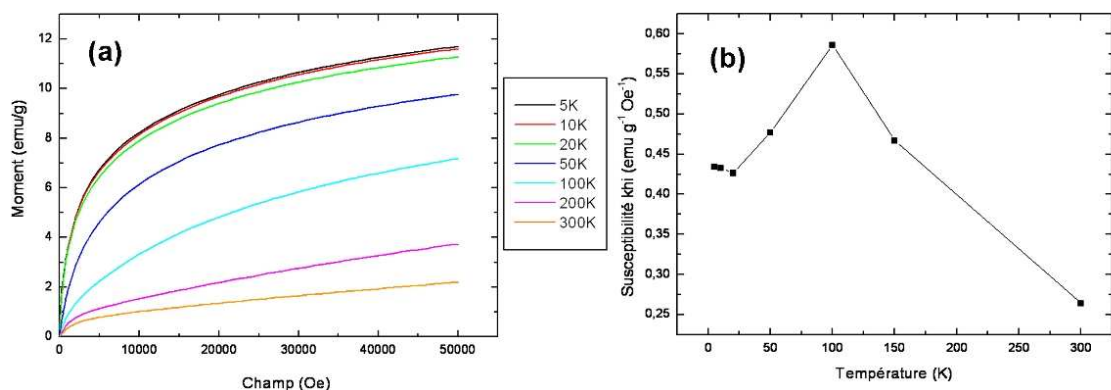 (a)
Moment (emu/g)
12
10
8
6
4
2
0
0 10000 20000 30000 40000 50000
Champ (Oe)
5K
10K
20K
50K
100K
200K
300K
(b)
Susceptibilité khi (emu g⁻¹ Oe⁻¹)
0,60
0,55
0,50
0,45
0,40
0,35
0,30
0,25
0 50 100 150 200 250 300
Température (K)